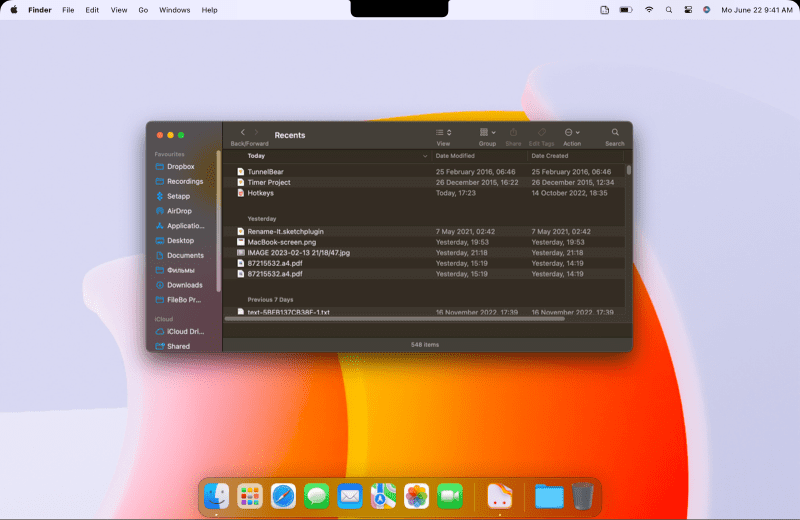 Finder File Edit View Go Windows Help Mo June 22 9:41 AM
Recents
Back/Forward View Group Share Edit Tags Action Search
Favourites
Dropbox
Recordings
Setapp
AirDrop
Applicatio...
Desktop
Documents
Фильмы
Downloads
FileBo Pr...
iCloud
iCloud Dri...
Shared
Today Date Modified Date Created
TunnelBear 25 February 2016, 06:46 25 February 2016, 06:46
Timer Project 26 December 2015, 16:22 26 December 2015, 12:34
Hotkeys Today, 17:23 14 October 2022, 18:35
Yesterday
Rename-It.sketchplugin 7 May 2021, 02:42 7 May 2021, 02:42
MacBook-screen.png Yesterday, 19:53 Yesterday, 19:53
IMAGE 2023-02-13 21/18/47.jpg Yesterday, 21:18 Yesterday, 21:18
87215532.a4.pdf Yesterday, 15:19 Yesterday, 14:19
87215532.a4.pdf Yesterday, 15:19 Yesterday, 14:19
Previous 7 Days
text-5BEB137CB38F-1.txt 16 November 2022, 17:39 16 November 2022, 17:39
548 items